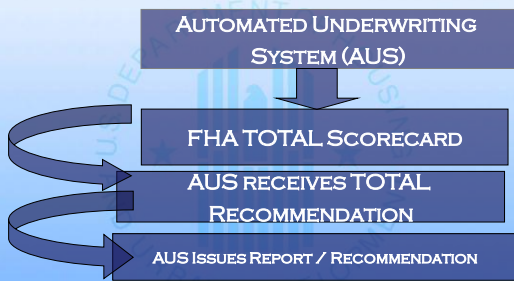 AUTOMATED UNDERWRITING
SYSTEM (AUS)
FHA TOTAL SCORECARD
AUS RECEIVES TOTAL
RECOMMENDATION
AUS ISSUES REPORT / RECOMMENDATION